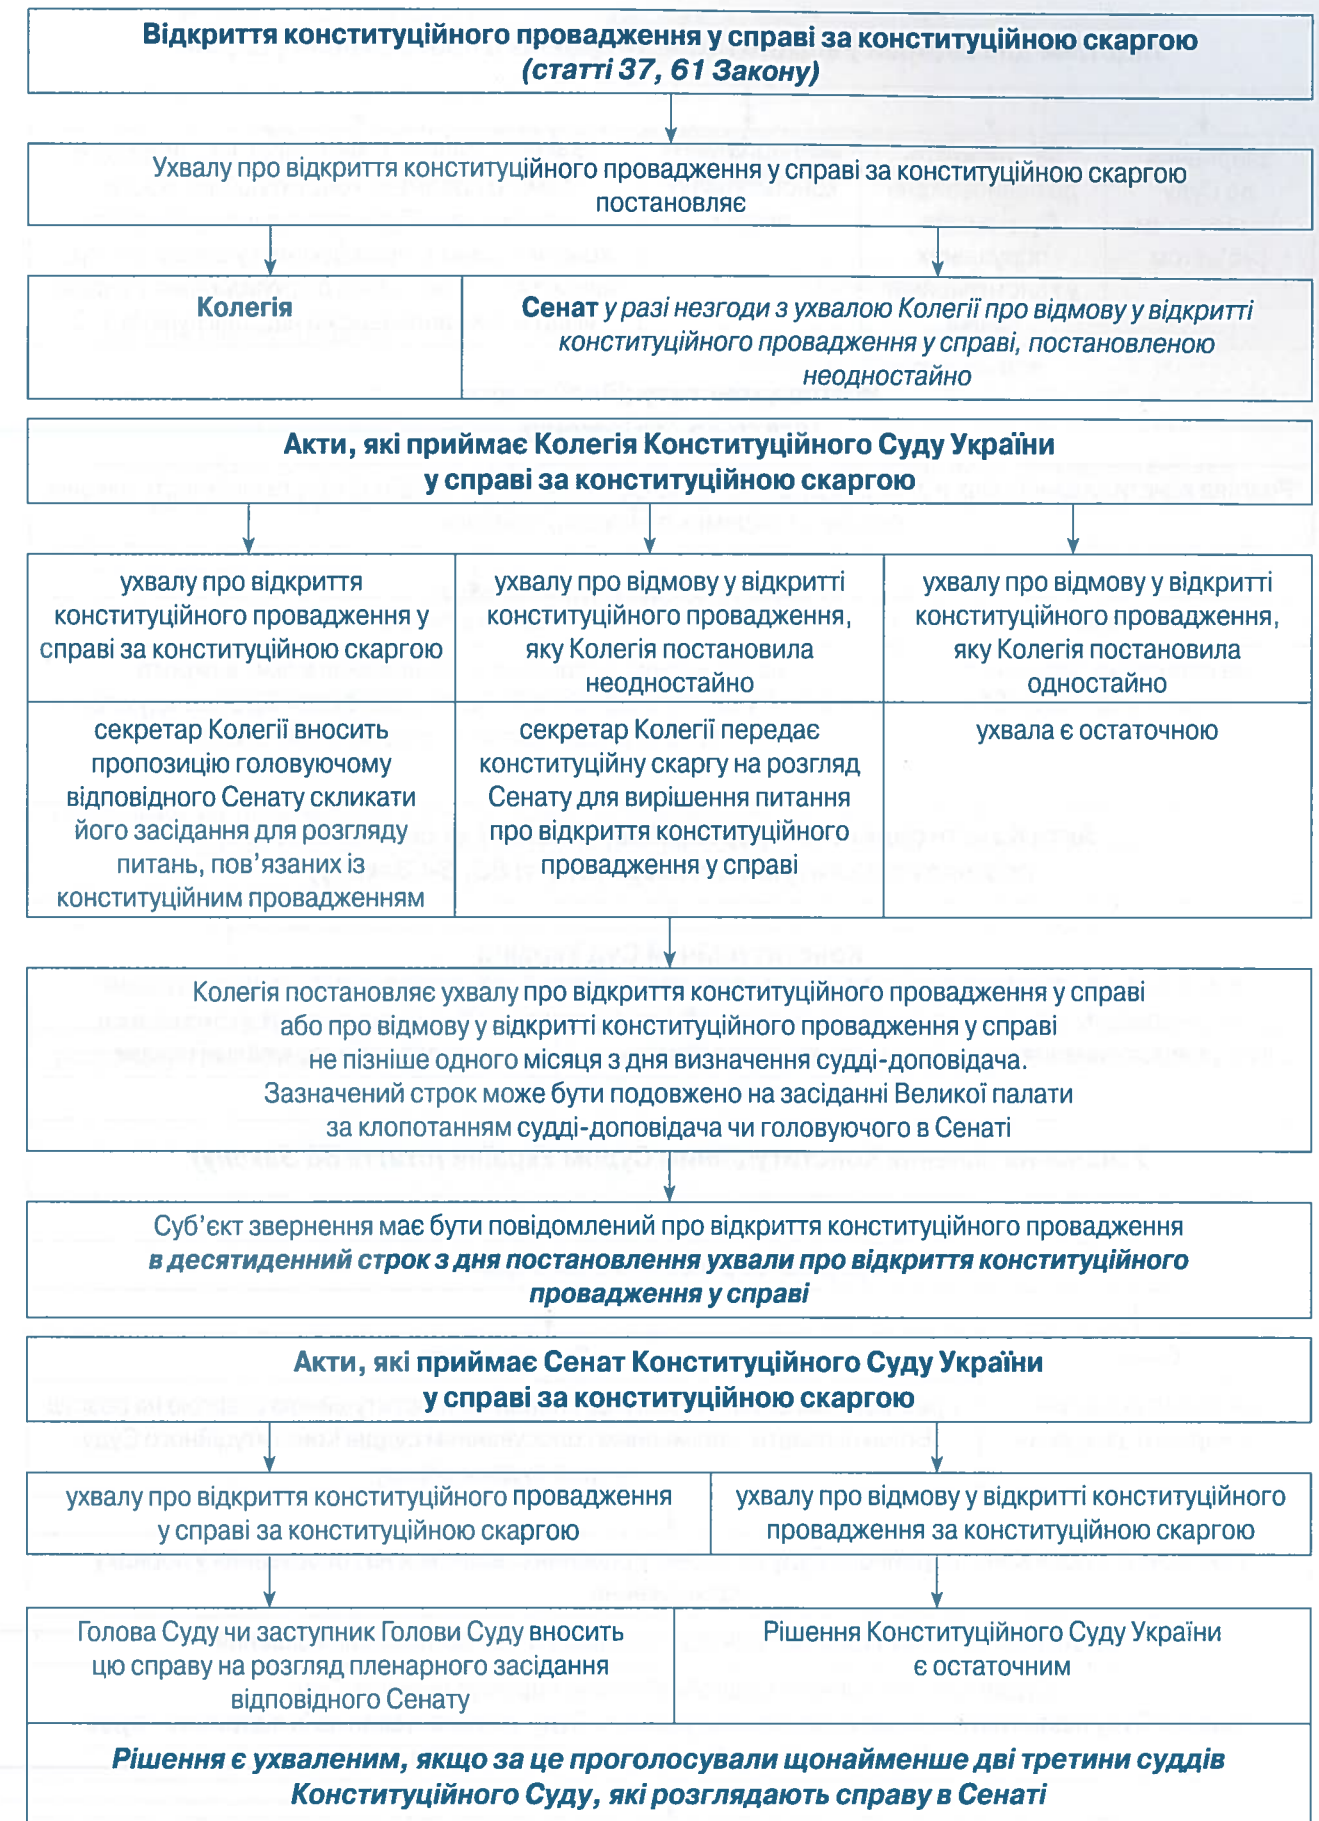 Відкриття конституційного провадження у справі за конституційною скаргою
(статті 37, 61 Закону)
Ухвалу про відкриття конституційного провадження у справі за конституційною скаргою
постановляє
Колегія
Сенат у разі незгоди з ухвалою Колегії про відмову у відкритті
конституційного провадження у справі, постановленою
неодностайно
Акти, які приймає Колегія Конституційного Суду України
у справі за конституційною скаргою
ухвалу про відкриття
конституційного провадження у
справі за конституційною скаргою
ухвалу про відмову у відкритті
конституційного провадження,
яку Колегія постановила
неодностайно
ухвалу про відмову у відкритті
конституційного провадження,
яку Колегія постановила
одностайно
секретар Колегії вносить
пропозицію головуючому
відповідного Сенату скликати
його засідання для розгляду
питань, пов’язаних із
конституційним провадженням
секретар Колегії передає
конституційну скаргу на розгляд
Сенату для вирішення питання
про відкриття конституційного
провадження у справі
ухвала є остаточною
Колегія постановляє ухвалу про відкриття конституційного провадження у справі
або про відмову у відкритті конституційного провадження у справі
не пізніше одного місяця з дня визначення судді-доповідача.
Зазначений строк може бути подовжено на засіданні Великої палати
за клопотанням судді-доповідача чи головуючого в Сенаті
Суб’єкт звернення має бути повідомлений про відкриття конституційного провадження
в десятиденний строк з дня постановлення ухвали про відкриття конституційного
провадження у справі
Акти, які приймає Сенат Конституційного Суду України
у справі за конституційною скаргою
ухвалу про відкриття конституційного провадження
у справі за конституційною скаргою
ухвалу про відмову у відкритті конституційного
провадження за конституційною скаргою
Голова Суду чи заступник Голови Суду вносить
цю справу на розгляд пленарного засідання
відповідного Сенату
Рішення Конституційного Суду України
є остаточним
Рішення є ухваленим, якщо за це проголосували щонайменше дві третини суддів
Конституційного Суду, які розглядають справу в Сенаті